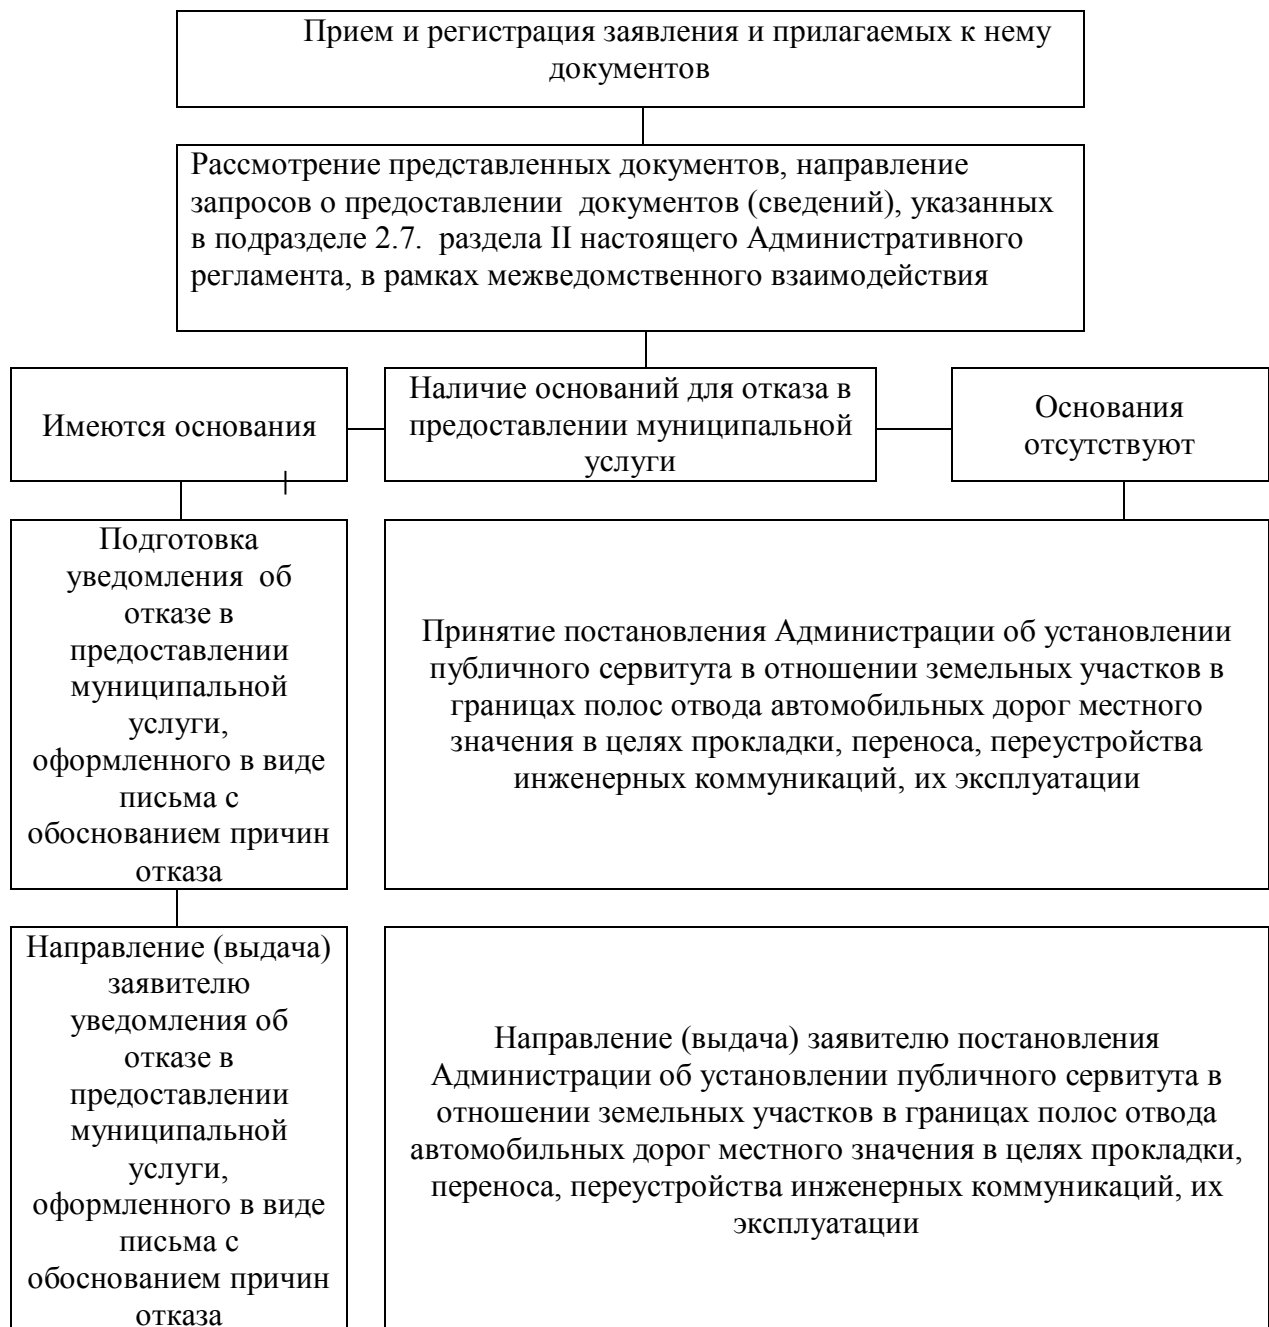 Прием и регистрация заявления и прилагаемых к нему
документов
Рассмотрение представленных документов, направление
запросов о предоставлении  документов (сведений), указанных
в подразделе 2.7.  раздела II настоящего Административного
регламента, в рамках межведомственного взаимодействия
Имеются основания
Наличие оснований для отказа в
предоставлении муниципальной
услуги
Основания
отсутствуют
Подготовка
уведомления  об
отказе в
предоставлении
муниципальной
услуги,
оформленного в виде
письма с
обоснованием причин
отказа
Принятие постановления Администрации об установлении
публичного сервитута в отношении земельных участков в
границах полос отвода автомобильных дорог местного
значения в целях прокладки, переноса, переустройства
инженерных коммуникаций, их эксплуатации
Направление (выдача)
заявителю
уведомления об
отказе в
предоставлении
муниципальной
услуги,
оформленного в виде
письма с
обоснованием причин
отказа
Направление (выдача) заявителю постановления
Администрации об установлении публичного сервитута в
отношении земельных участков в границах полос отвода
автомобильных дорог местного значения в целях прокладки,
переноса, переустройства инженерных коммуникаций, их
эксплуатации